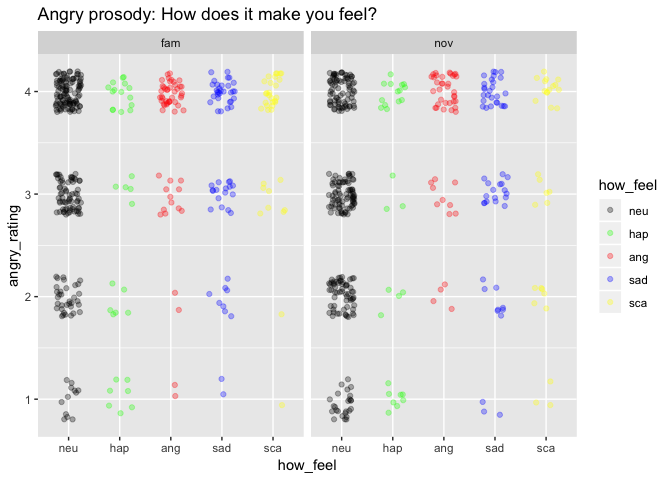 Angry prosody: How does it make you feel?
fam
nov
angry_rating
4
3
2
1
neu hap ang sad sca
neu hap ang sad sca
how_feel
how_feel
neu
hap
ang
sad
sca